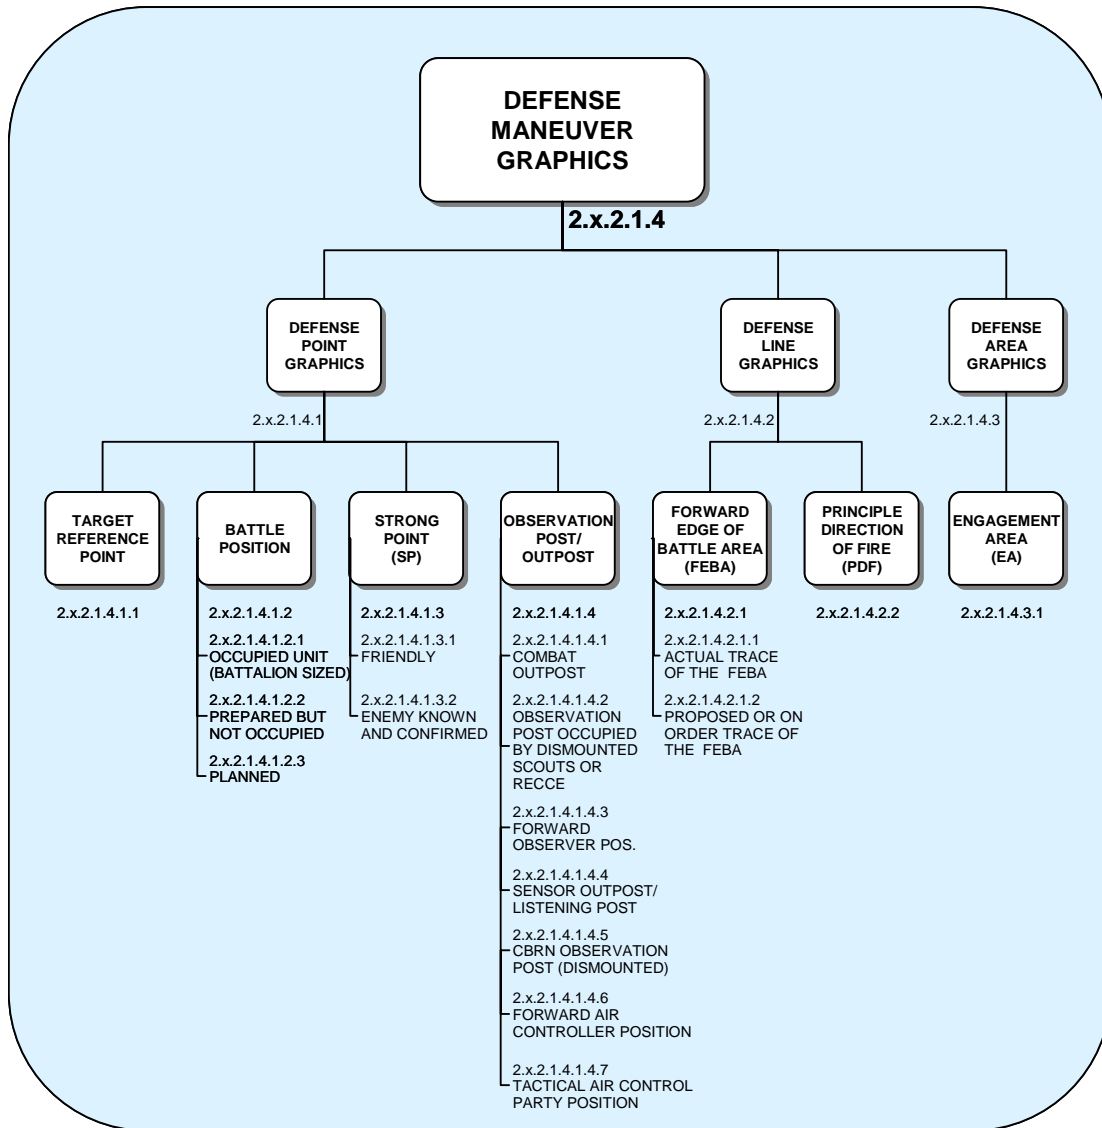 DEFENSE
MANEUVER
GRAPHICS
2.x.2.1.4
DEFENSE
POINT
GRAPHICS
2.x.2.1.4.1
DEFENSE
LINE
GRAPHICS
2.x.2.1.4.2
DEFENSE
AREA
GRAPHICS
2.x.2.1.4.3
TARGET
REFERENCE
POINT
2.x.2.1.4.1.1
BATTLE
POSITION
2.x.2.1.4.1.2
2.x.2.1.4.1.2.1
OCCUPIED UNIT
(BATTALION SIZED)
2.x.2.1.4.1.2.2
PREPARED BUT
NOT OCCUPIED
2.x.2.1.4.1.2.3
PLANNED
STRONG
POINT
(SP)
2.x.2.1.4.1.3
2.x.2.1.4.1.3.1
FRIENDLY
2.x.2.1.4.1.3.2
ENEMY KNOWN
AND CONFIRMED
OBSERVATION
POST/
OUTPOST
2.x.2.1.4.1.4
2.x.2.1.4.1.4.1
COMBAT
OUTPOST
2.x.2.1.4.1.4.2
OBSERVATION
POST OCCUPIED
BY DISMOUNTED
SCOUTS OR
RECCE
2.x.2.1.4.1.4.3
FORWARD
OBSERVER POS.
2.x.2.1.4.1.4.4
SENSOR OUTPOST/
LISTENING POST
2.x.2.1.4.1.4.5
CBRN OBSERVATION
POST (DISMOUNTED)
2.x.2.1.4.1.4.6
FORWARD AIR
CONTROLLER POSITION
2.x.2.1.4.1.4.7
TACTICAL AIR CONTROL
PARTY POSITION
FORWARD
EDGE OF
BATTLE AREA
(FEBA)
2.x.2.1.4.2.1
2.x.2.1.4.2.1.1
ACTUAL TRACE
OF THE FEBA
2.x.2.1.4.2.1.2
PROPOSED OR ON
ORDER TRACE OF
THE FEBA
PRINCIPLE
DIRECTION
OF FIRE
(PDF)
2.x.2.1.4.2.2
ENGAGEMENT
AREA
(EA)
2.x.2.1.4.3.1